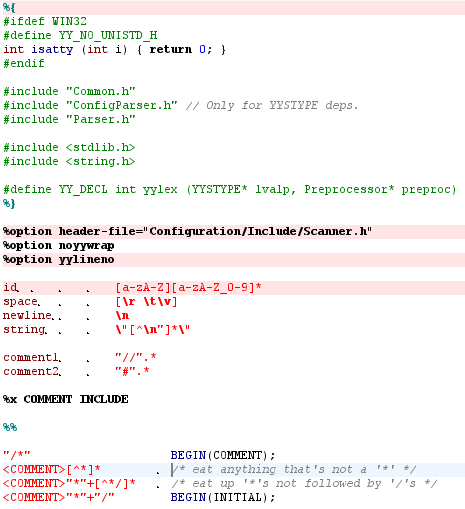 %{
#ifdef WIN32
#define YY_NO_UNISTD_H
int isatty (int i) { return 0; }
#endif
#include "Common.h"
#include "ConfigParser.h" // Only for YYSTYPE deps.
#include "Parser.h"
#include <stdlib.h>
#include <string.h>
#define YY_DECL int yylex (YYSTYPE* lvalp, Preprocessor* preproc)
%}
%option header-file="Configuration/Include/Scanner.h"
%option noyywrap
%option yylineno
id [a-zA-Z][a-zA-Z_0-9]*
space [\r \t\v]
newline \n
string \"[^\n"]*\"
comment1 "//".*
comment2 "#".*
%x COMMENT INCLUDE
%%
"/*" BEGIN(COMMENT);
<COMMENT>[^*]* /* eat anything that's not a '*' */
<COMMENT>"*"+[^*/]* /* eat up '*'s not followed by '/'s */
<COMMENT>"*"+"/" BEGIN(INITIAL);